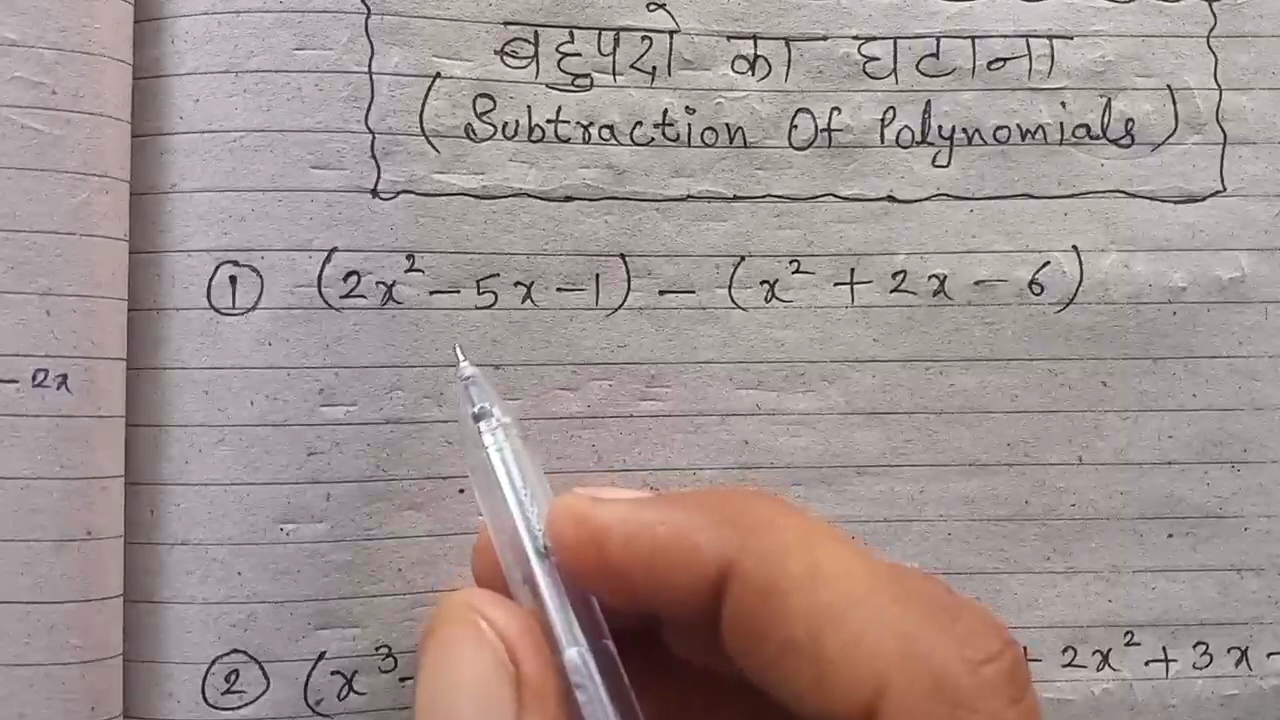 बहुपदो का घटाना
(Subtraction Of Polynomials)
① (2x² - 5x - 1) - (x² + 2x - 6)
- 2x
② (x³- + 2x² + 3x -